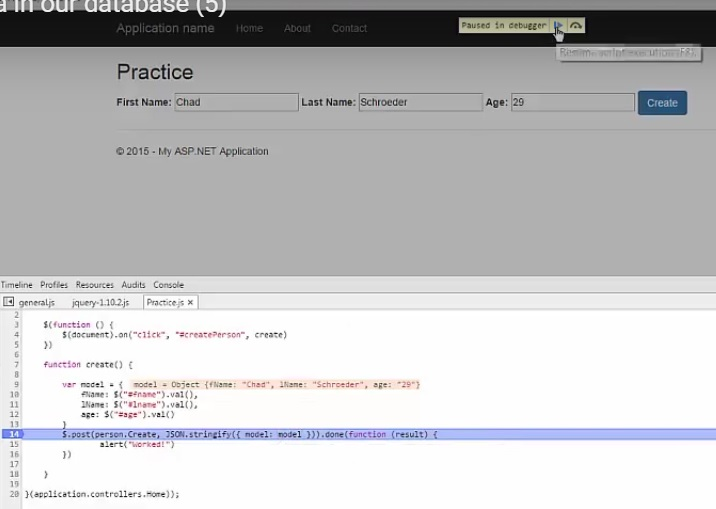 in our database (5)
Application name Home About Contact Paused in debugger
Resume script execution (F8).
Practice
First Name: Chad Last Name: Schroeder Age: 29 Create
© 2015 - My ASP.NET Application
Timeline Profiles Resources Audits Console
general.js jquery-1.10.2.js Practice.js ×
2
3 $(function () {
4 $(document).on("click", "#createPerson", create)
5 })
6
7 function create() {
8
9 var model = { model = Object {fName: "Chad", lName: "Schroeder", age: "29"}
10 fName: $("#fname").val(),
11 lName: $("#lname").val(),
12 age: $("#age").val()
13 }
14 $.post(person.Create, JSON.stringify({ model: model })).done(function (result) {
15 alert("Worked!")
16 })
17
18 }
19
20 }(application.controllers.Home));